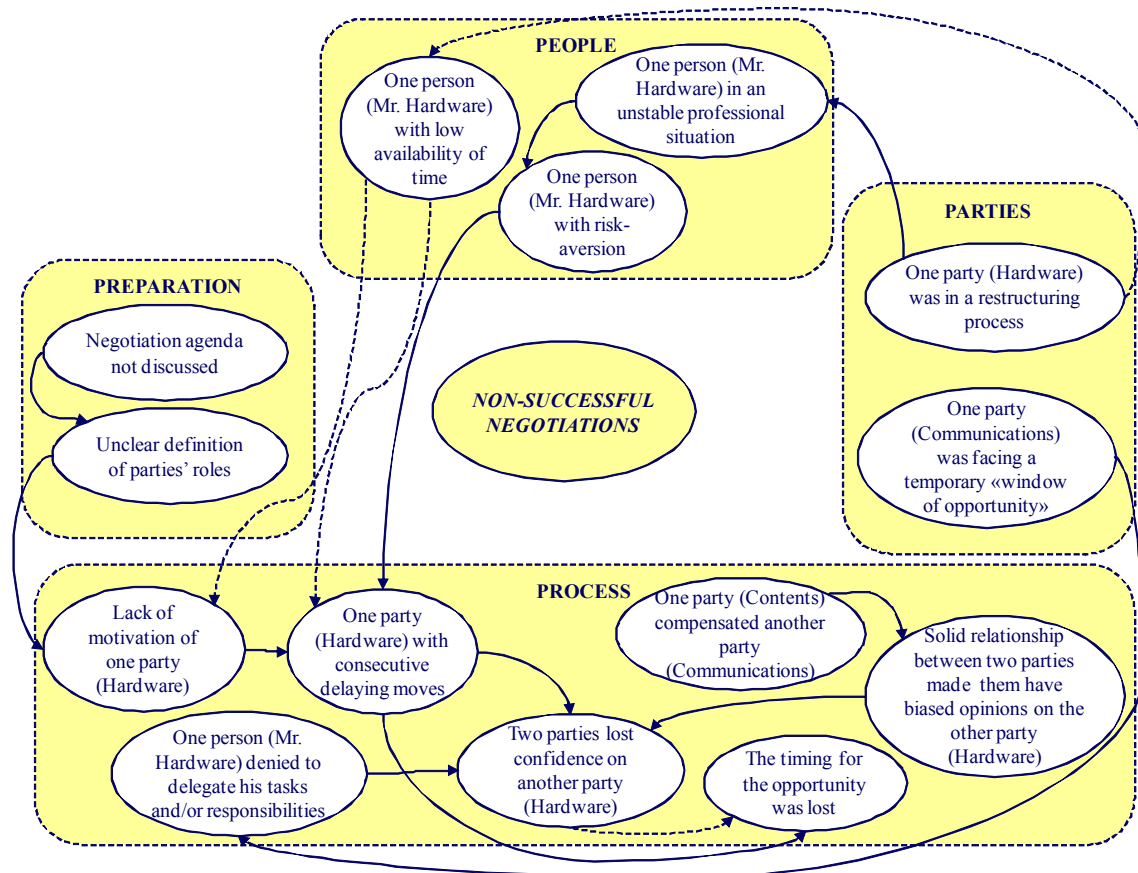 PEOPLE
One person
(Mr. Hardware)
with low
availability of
time
One person (Mr.
Hardware) in an
unstable professional
situation
One person
(Mr. Hardware)
with risk-
aversion
PARTIES
One party (Hardware)
was in a restructuring
process
One party
(Communications)
was facing a
temporary «window
of opportunity»
PREPARATION
Negotiation agenda
not discussed
Unclear definition
of parties’ roles
NON-SUCCESSFUL
NEGOTIATIONS
PROCESS
Lack of
motivation of
one party
(Hardware)
One party
(Hardware) with
consecutive
delaying moves
One party (Contents)
compensated another
party
(Communications)
Solid relationship
between two parties
made them have
biased opinions on the
other party
(Hardware)
One person (Mr.
Hardware) denied to
delegate his tasks
and/or responsibilities
Two parties lost
confidence on
another party
(Hardware)
The timing for
the opportunity
was lost